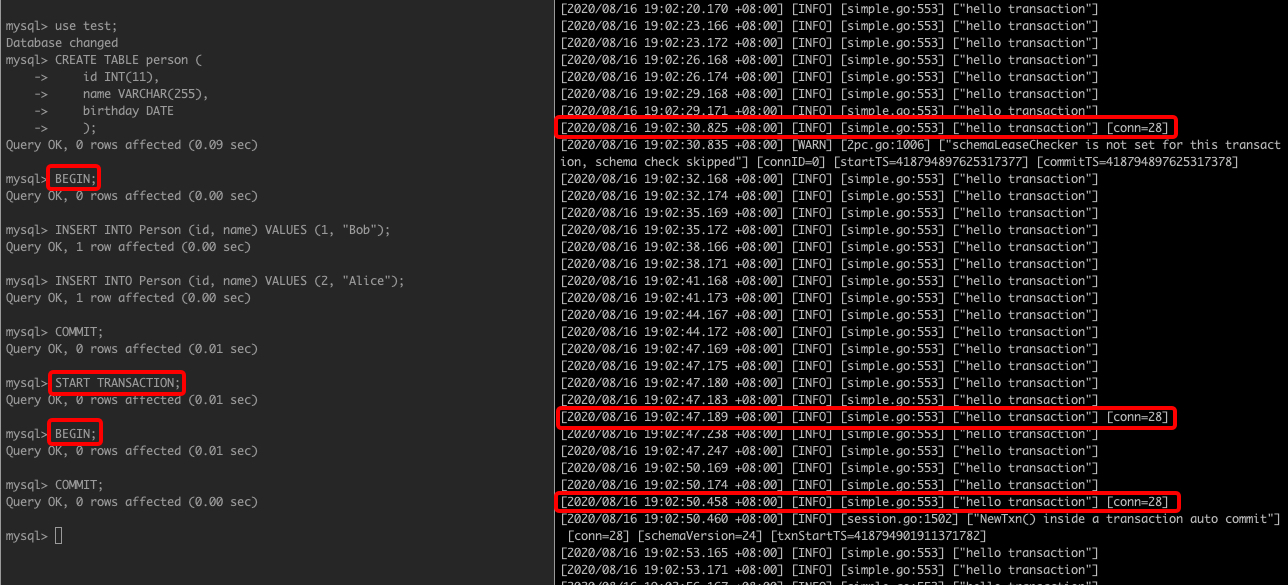 mysql> use test;
Database changed
mysql> CREATE TABLE person (
    ->     id INT(11),
    ->     name VARCHAR(255),
    ->     birthday DATE
    ->     );
Query OK, 0 rows affected (0.09 sec)
mysql> BEGIN;
Query OK, 0 rows affected (0.00 sec)
mysql> INSERT INTO Person (id, name) VALUES (1, "Bob");
Query OK, 1 row affected (0.00 sec)
mysql> INSERT INTO Person (id, name) VALUES (2, "Alice");
Query OK, 1 row affected (0.00 sec)
mysql> COMMIT;
Query OK, 0 rows affected (0.01 sec)
mysql> START TRANSACTION;
Query OK, 0 rows affected (0.01 sec)
mysql> BEGIN;
Query OK, 0 rows affected (0.01 sec)
mysql> COMMIT;
Query OK, 0 rows affected (0.00 sec)
mysql>
[2020/08/16 19:02:20.170 +08:00] [INFO] [simple.go:553] ["hello transaction"]
[2020/08/16 19:02:23.166 +08:00] [INFO] [simple.go:553] ["hello transaction"]
[2020/08/16 19:02:23.172 +08:00] [INFO] [simple.go:553] ["hello transaction"]
[2020/08/16 19:02:26.168 +08:00] [INFO] [simple.go:553] ["hello transaction"]
[2020/08/16 19:02:26.174 +08:00] [INFO] [simple.go:553] ["hello transaction"]
[2020/08/16 19:02:29.168 +08:00] [INFO] [simple.go:553] ["hello transaction"]
[2020/08/16 19:02:29.171 +08:00] [INFO] [simple.go:553] ["hello transaction"]
[2020/08/16 19:02:30.825 +08:00] [INFO] [simple.go:553] ["hello transaction"] [conn=28]
[2020/08/16 19:02:30.835 +08:00] [WARN] [2pc.go:1006] ["schemaLeaseChecker is not set for this transact
ion, schema check skipped"] [connID=0] [startTS=418794897625317377] [commitTS=418794897625317378]
[2020/08/16 19:02:32.168 +08:00] [INFO] [simple.go:553] ["hello transaction"]
[2020/08/16 19:02:32.174 +08:00] [INFO] [simple.go:553] ["hello transaction"]
[2020/08/16 19:02:35.169 +08:00] [INFO] [simple.go:553] ["hello transaction"]
[2020/08/16 19:02:35.172 +08:00] [INFO] [simple.go:553] ["hello transaction"]
[2020/08/16 19:02:38.166 +08:00] [INFO] [simple.go:553] ["hello transaction"]
[2020/08/16 19:02:38.171 +08:00] [INFO] [simple.go:553] ["hello transaction"]
[2020/08/16 19:02:41.168 +08:00] [INFO] [simple.go:553] ["hello transaction"]
[2020/08/16 19:02:41.173 +08:00] [INFO] [simple.go:553] ["hello transaction"]
[2020/08/16 19:02:44.167 +08:00] [INFO] [simple.go:553] ["hello transaction"]
[2020/08/16 19:02:44.172 +08:00] [INFO] [simple.go:553] ["hello transaction"]
[2020/08/16 19:02:47.169 +08:00] [INFO] [simple.go:553] ["hello transaction"]
[2020/08/16 19:02:47.175 +08:00] [INFO] [simple.go:553] ["hello transaction"]
[2020/08/16 19:02:47.180 +08:00] [INFO] [simple.go:553] ["hello transaction"]
[2020/08/16 19:02:47.183 +08:00] [INFO] [simple.go:553] ["hello transaction"]
[2020/08/16 19:02:47.189 +08:00] [INFO] [simple.go:553] ["hello transaction"] [conn=28]
[2020/08/16 19:02:47.238 +08:00] [INFO] [simple.go:553] ["hello transaction"]
[2020/08/16 19:02:47.247 +08:00] [INFO] [simple.go:553] ["hello transaction"]
[2020/08/16 19:02:50.169 +08:00] [INFO] [simple.go:553] ["hello transaction"]
[2020/08/16 19:02:50.174 +08:00] [INFO] [simple.go:553] ["hello transaction"]
[2020/08/16 19:02:50.458 +08:00] [INFO] [simple.go:553] ["hello transaction"] [conn=28]
[2020/08/16 19:02:50.460 +08:00] [INFO] [session.go:1502] ["NewTxn() inside a transaction auto commit"]
[conn=28] [schemaVersion=24] [txnStartTS=418794901911371782]
[2020/08/16 19:02:53.165 +08:00] [INFO] [simple.go:553] ["hello transaction"]
[2020/08/16 19:02:53.171 +08:00] [INFO] [simple.go:553] ["hello transaction"]